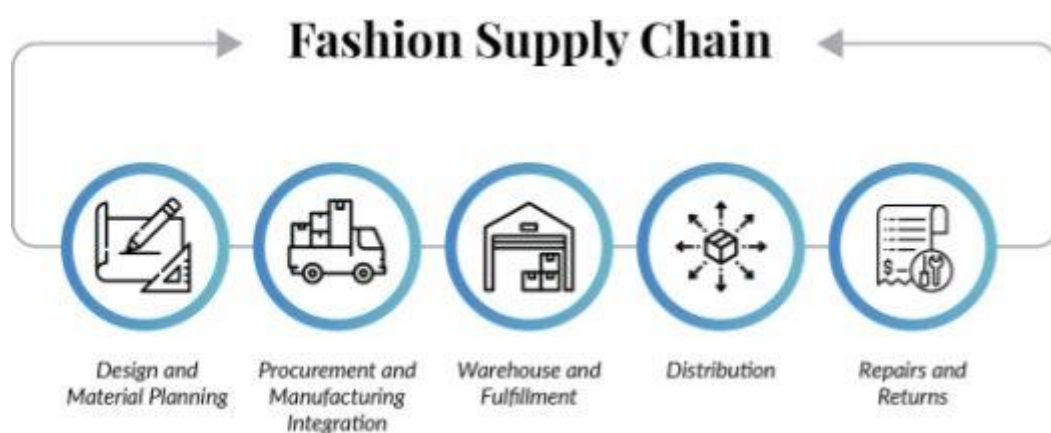 Fashion Supply Chain
Design and
Material Planning
Procurement and
Manufacturing
Integration
Warehouse and
Fulfillment
Distribution
Repairs and
Returns
$